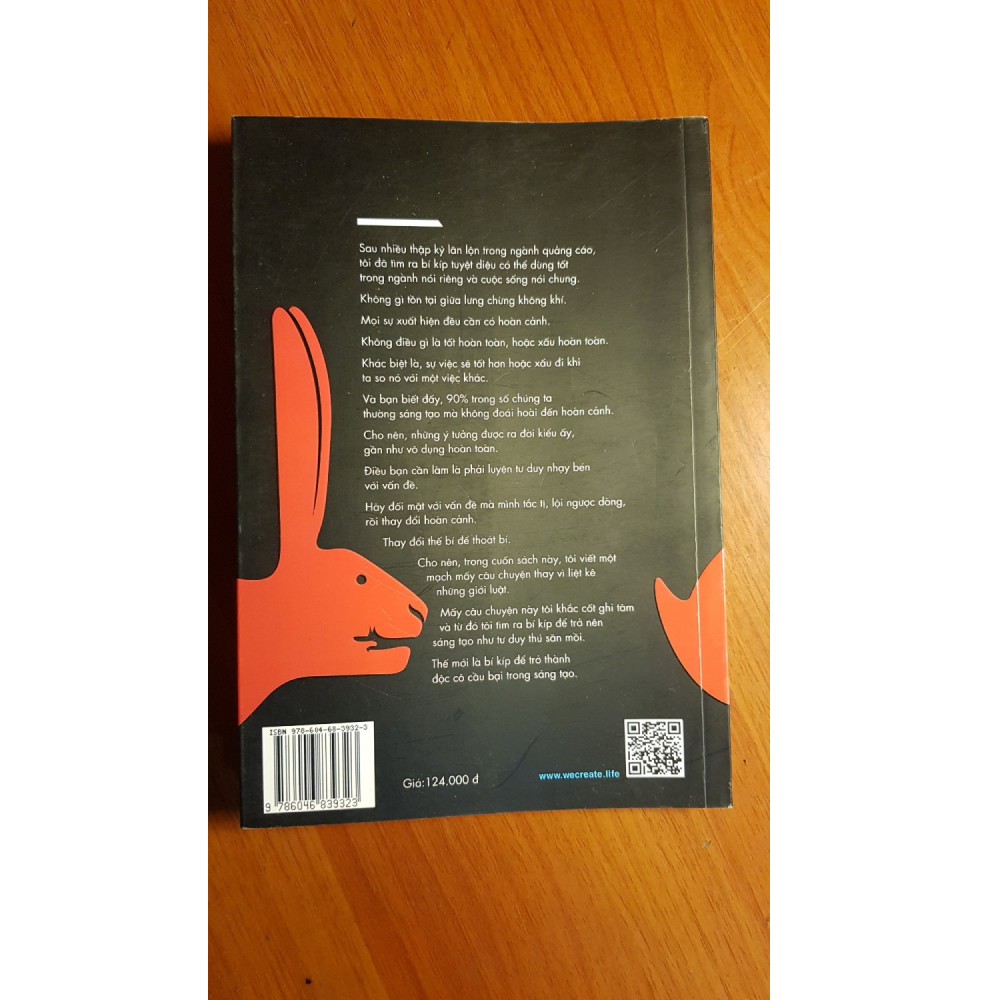 Sau nhiều thập kỷ lăn lộn trong ngành quảng cáo,
tôi đã tìm ra bí kíp tuyệt diệu có thể dùng tốt
trong ngành nói riêng và cuộc sống nói chung.
Không gì tồn tại giữa lưng chừng không khí.
Mọi sự xuất hiện đều cần có hoàn cảnh.
Không điều gì là tốt hoàn toàn, hoặc xấu hoàn toàn.
Khác biệt là, sự việc sẽ tốt hơn hoặc xấu đi khi
ta so nó với một việc khác.
Và bạn biết đấy, 90% trong số chúng ta
thường sáng tạo mà không đoái hoài đến hoàn cảnh.
Cho nên, những ý tưởng được ra đời kiểu ấy,
gần như vô dụng hoàn toàn.
Điều bạn cần làm là phải luyện tư duy nhạy bén
với vấn đề.
Hãy đối mặt với vấn đề mà mình tắc tị, lội ngược dòng,
rồi thay đổi hoàn cảnh.
Thay đổi thế bí để thoát bí.
Cho nên, trong cuốn sách này, tôi viết một
mạch mấy câu chuyện thay vì liệt kê
những giới luật.
Mấy câu chuyện này tôi khắc cốt ghi tâm
và từ đó tôi tìm ra bí kíp để trở nên
sáng tạo như tư duy thú săn mồi.
Thế mới là bí kíp để trở thành
độc cô cầu bại trong sáng tạo.
ISBN 978-604-68-3932-3
9 786046 839323
Giá: 124.000 đ
www.wecreate.life